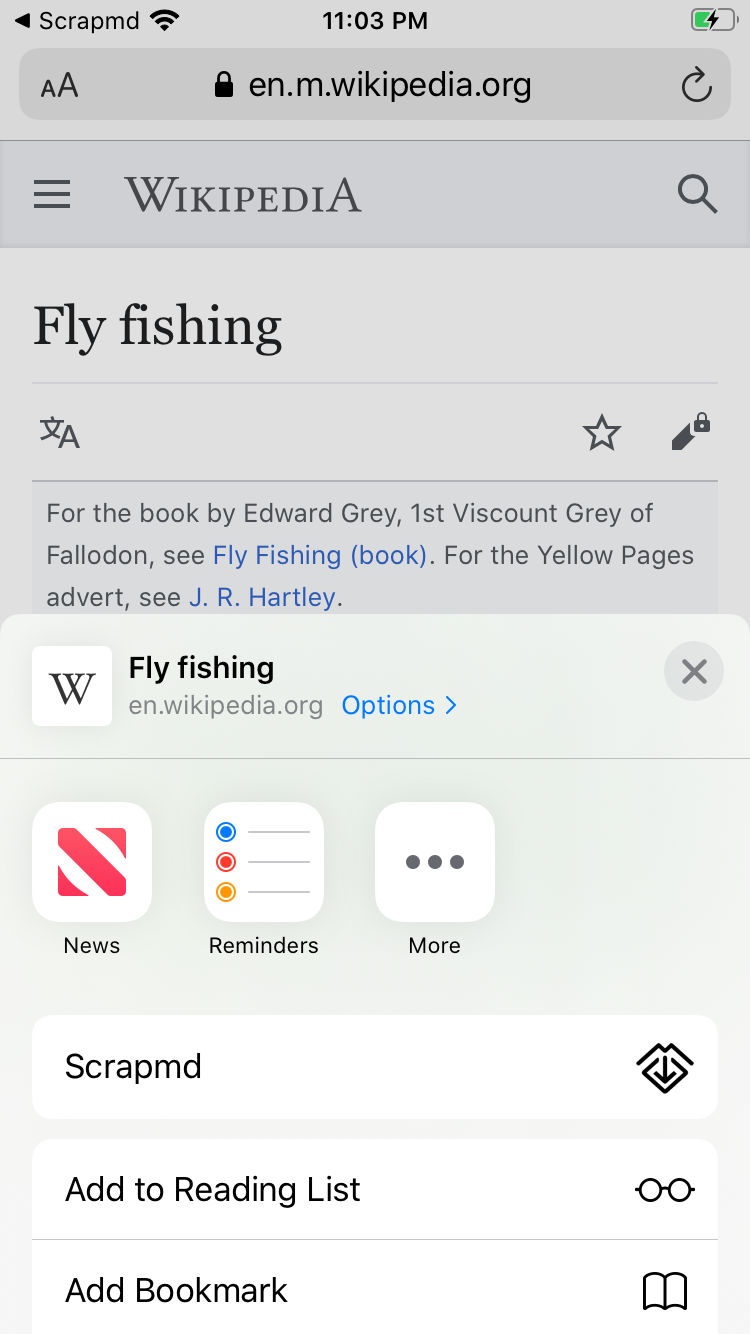 Scrapmd
11:03 PM
AA
en.m.wikipedia.org
WIKIPEDIA
Fly fishing
文A
For the book by Edward Grey, 1st Viscount Grey of
Fallodon, see Fly Fishing (book). For the Yellow Pages
advert, see J. R. Hartley.
W
Fly fishing
en.wikipedia.org Options
News
Reminders
More
Scrapmd
Add to Reading List
Add Bookmark